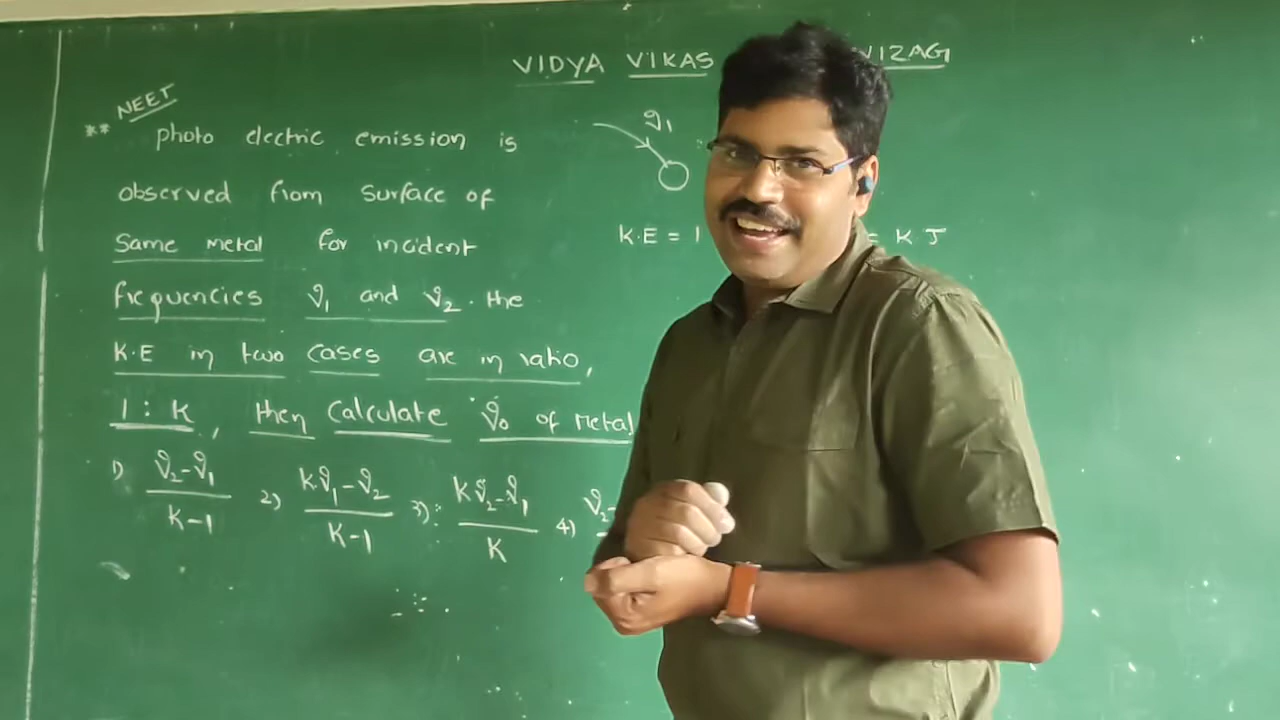 VIDYA VIKAS VIZAG
** NEET
photo electric emission is
observed from surface of
same metal for incident
frequencies ϑ₁ and ϑ₂. the
K.E in two cases are in ratio,
1 : K, then calculate ϑ₀ of metal
1) ϑ₂-ϑ₁/K-1 2) Kϑ₁-ϑ₂/K-1 3) Kϑ₂-ϑ₁/K 4) ϑ₂-
ϑ₁
K.E = 1 = K J